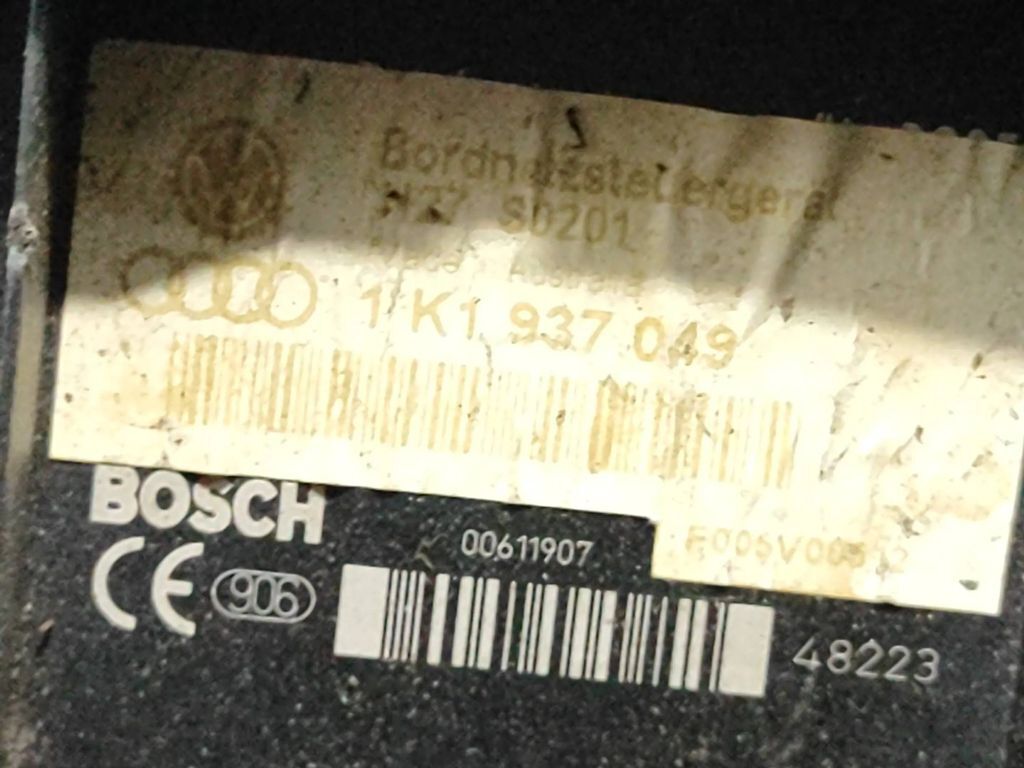 Bordnetzsteuergerät
S0201
1K1 937 049
BOSCH
00611907
CE 906
48223